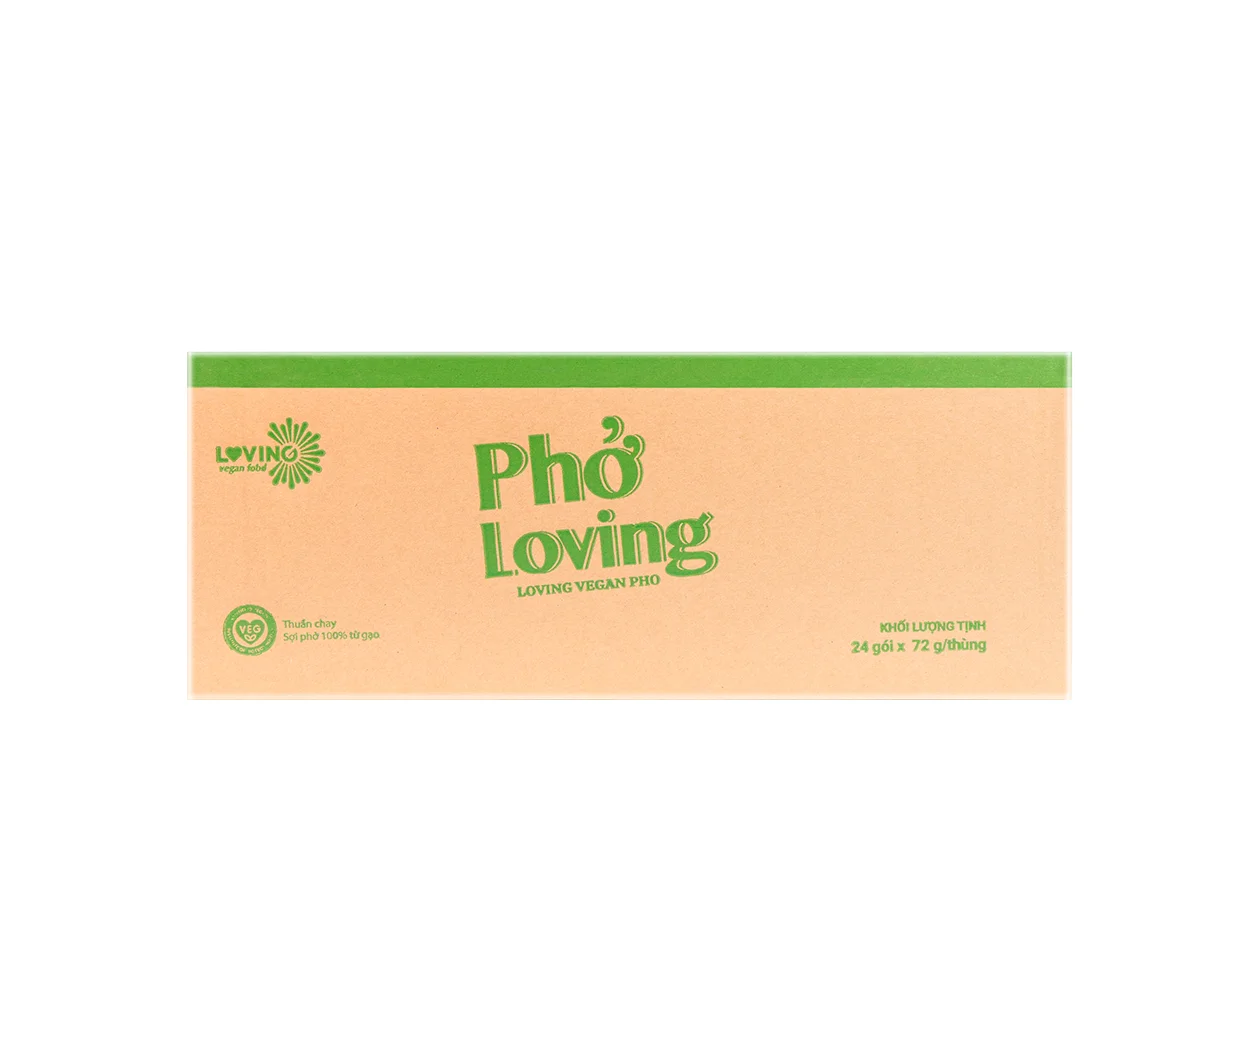 LOVING
vegan food
Phở
Loving
LOVING VEGAN PHO
VEG
Thuần chay
Sợi phở 100% từ gạo
KHỐI LƯỢNG TỊNH
24 gói x 72 g/thùng